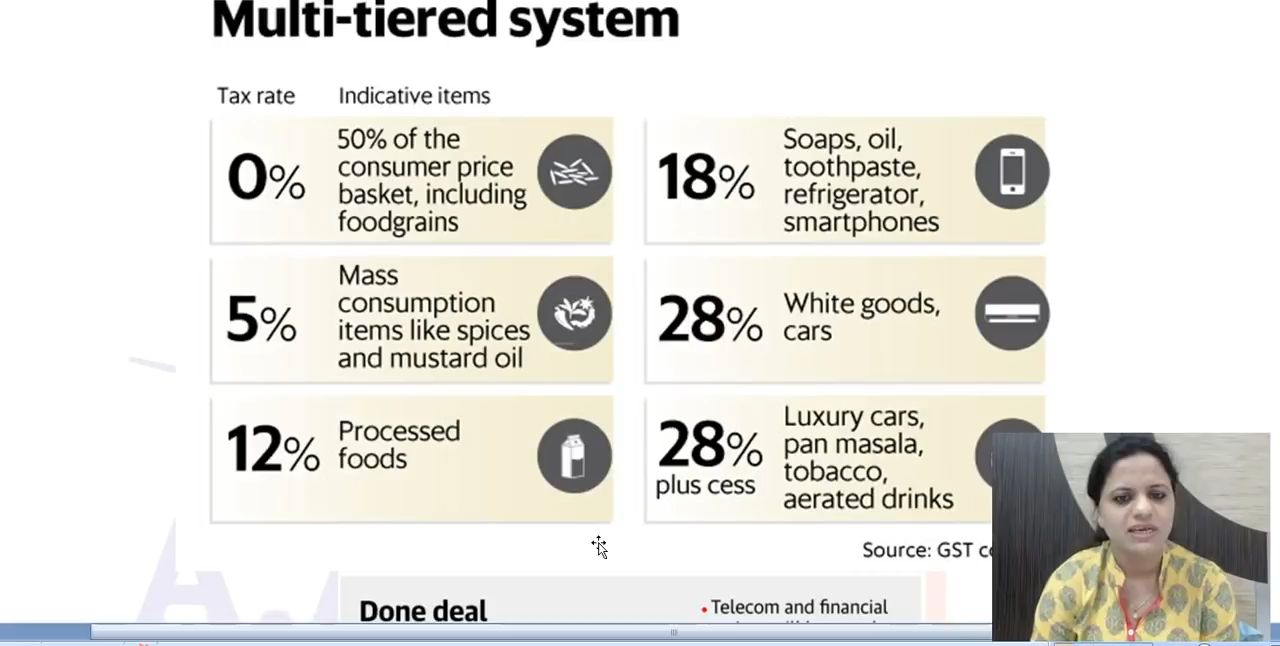 Multi-tiered system
Tax rate
Indicative items
0%
50% of the
consumer price
basket, including
foodgrains
5%
Mass
consumption
items like spices
and mustard oil
12%
Processed
foods
18%
Soaps, oil,
toothpaste,
refrigerator,
smartphones
28%
White goods,
cars
28%
plus cess
Luxury cars,
pan masala,
tobacco,
aerated drinks
Source: GST
Done deal
• Telecom and financial